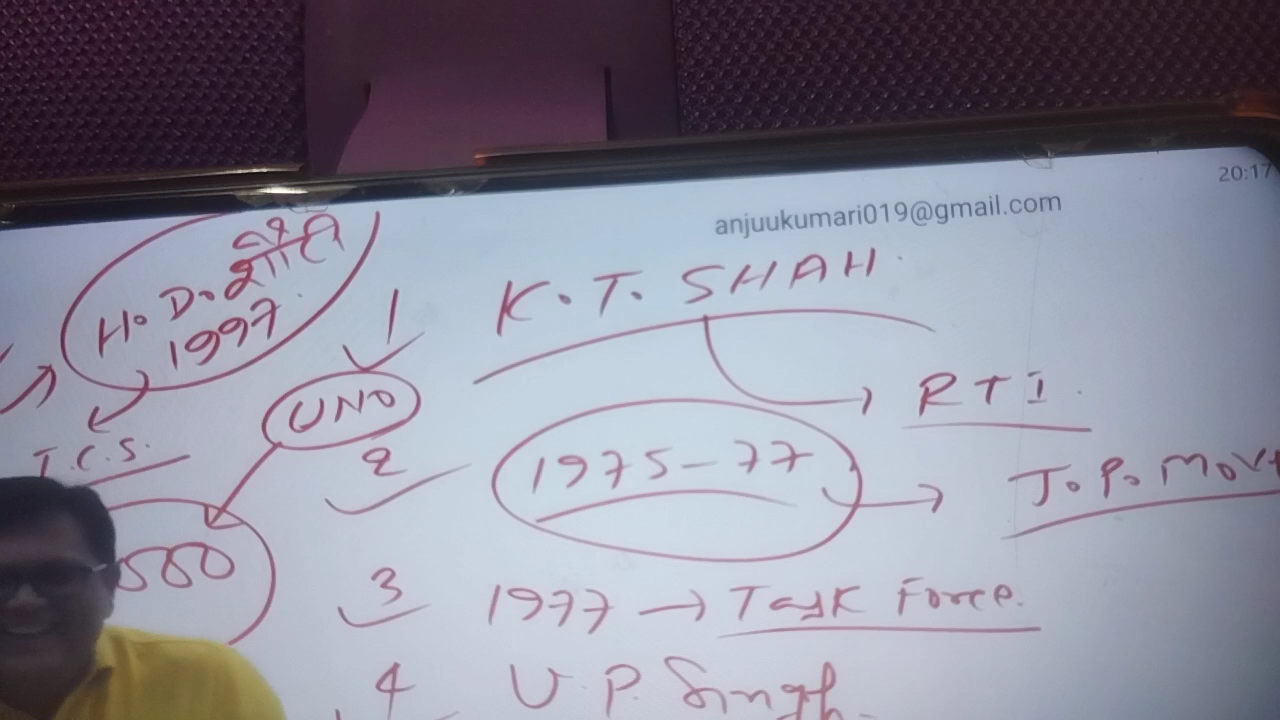 20:17
anjuukumari019@gmail.com
H. D. शौरी
1997
I.C.S.
UNO
1 K.T. SHAH.
RTI.
2 1975-77
J.P. MOVT
3 1977 → Task Force.
4 V.P. Singh